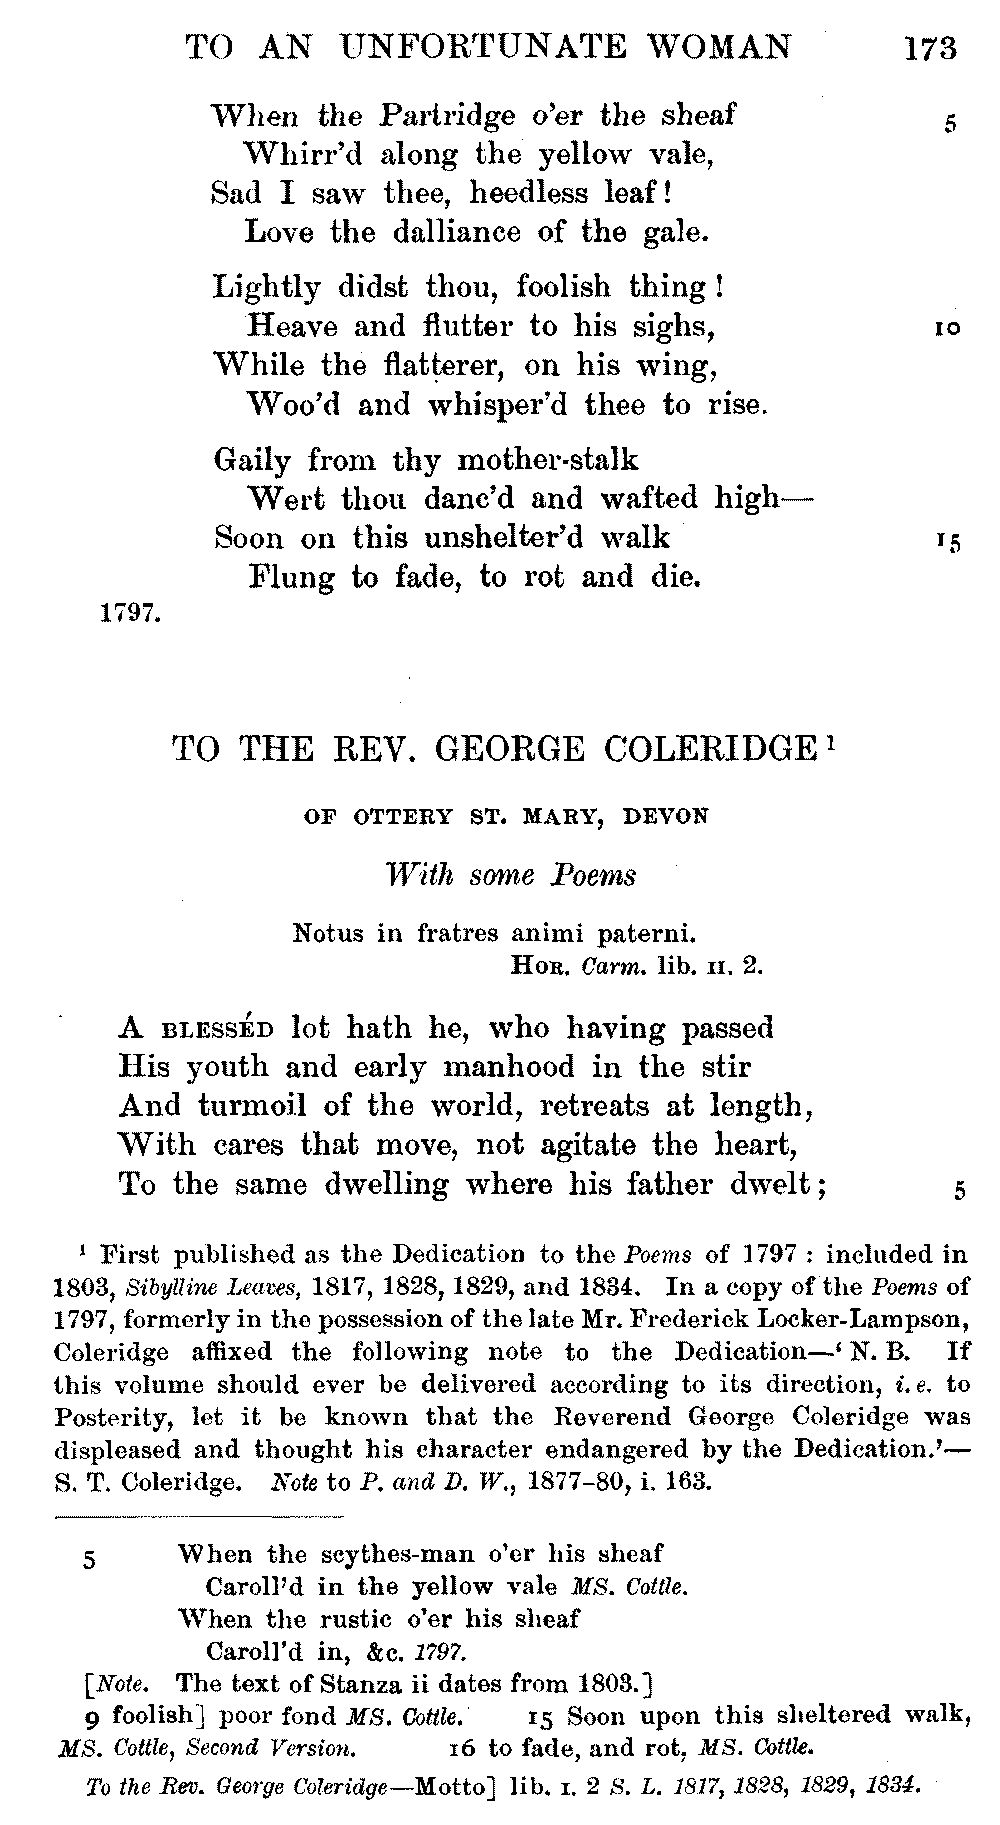 TO AN UNFORTUNATE WOMAN 173
When the Partridge o'er the sheaf 5
Whirr'd along the yellow vale,
Sad I saw thee, heedless leaf!
Love the dalliance of the gale.
Lightly didst thou, foolish thing!
Heave and flutter to his sighs, 10
While the flatterer, on his wing,
Woo'd and whisper'd thee to rise.
Gaily from thy mother-stalk
Wert thou danc'd and wafted high—
Soon on this unshelter'd walk 15
Flung to fade, to rot and die.
1797.
TO THE REV. GEORGE COLERIDGE ¹
OF OTTERY ST. MARY, DEVON
With some Poems
Notus in fratres animi paterni.
HOR. Carm. lib. II. 2.
A BLESSÉD lot hath he, who having passed
His youth and early manhood in the stir
And turmoil of the world, retreats at length,
With cares that move, not agitate the heart,
To the same dwelling where his father dwelt; 5
¹ First published as the Dedication to the Poems of 1797 : included in
1803, Sibylline Leaves, 1817, 1828, 1829, and 1834. In a copy of the Poems of
1797, formerly in the possession of the late Mr. Frederick Locker-Lampson,
Coleridge affixed the following note to the Dedication—‘ N. B. If
this volume should ever be delivered according to its direction, i. e. to
Posterity, let it be known that the Reverend George Coleridge was
displeased and thought his character endangered by the Dedication.’—
S. T. Coleridge. Note to P. and D. W., 1877-80, i. 163.
5 When the scythes-man o'er his sheaf
Caroll'd in the yellow vale MS. Cottle.
When the rustic o'er his sheaf
Caroll'd in, &c. 1797.
[Note. The text of Stanza ii dates from 1803.]
9 foolish] poor fond MS. Cottle. 15 Soon upon this sheltered walk,
MS. Cottle, Second Version. 16 to fade, and rot, MS. Cottle.
To the Rev. George Coleridge—Motto] lib. I. 2 S. L. 1817, 1828, 1829, 1834.